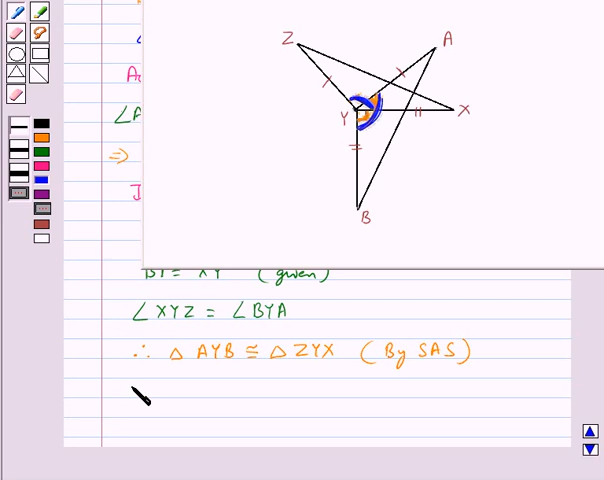 Z
A
Y
X
B
∠A
⇒
BY = XY (given)
∠ XYZ = ∠ BYA
∴ △ AYB ≅ △ ZYX (By SAS)